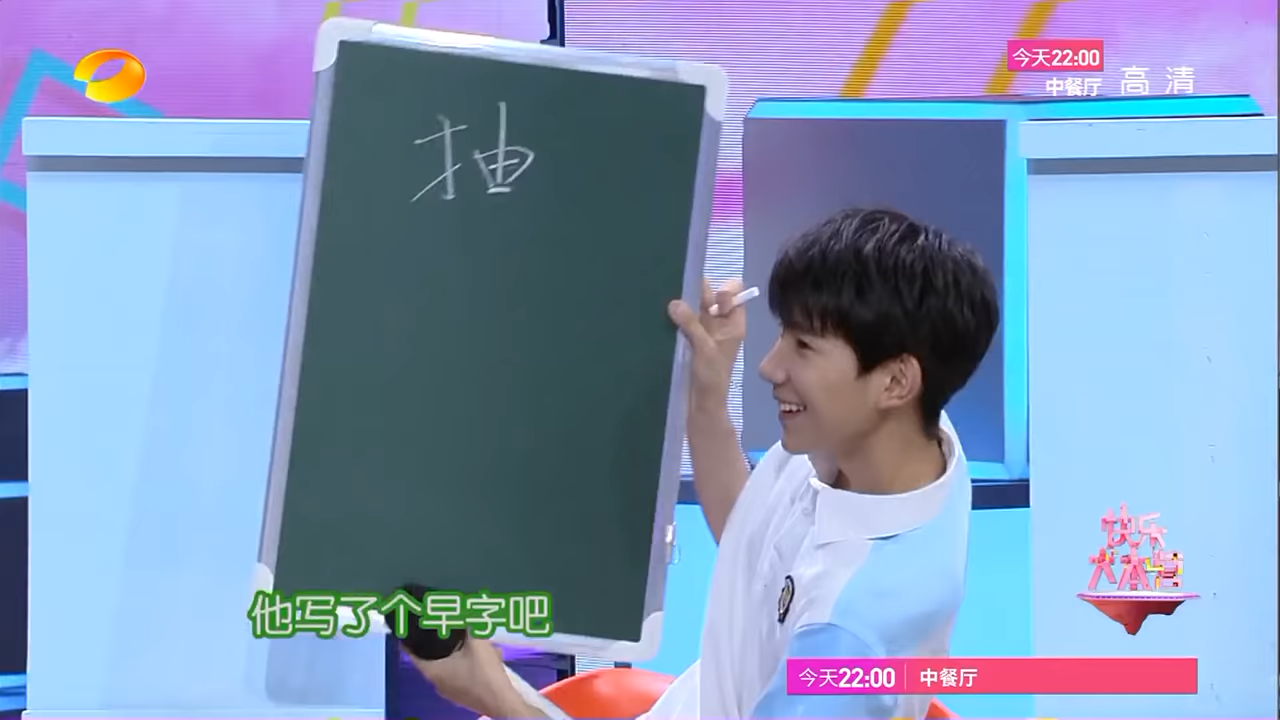 今天22:00
中餐厅 高清
抽
快乐
大本营
他写了个早字吧
今天22:00 中餐厅